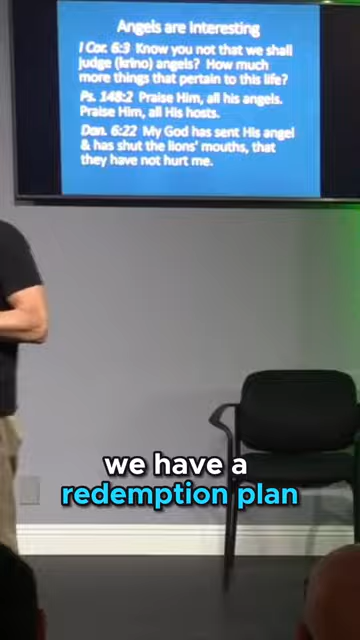 Angels are Interesting
I Cor. 6:3 Know you not that we shall
judge (krino) angels? How much
more things that pertain to this life?
Ps. 148:2 Praise Him, all his angels.
Praise Him, all His hosts.
Dan. 6:22 My God has sent His angel
& has shut the lions' mouths, that
they have not hurt me.
we have a
redemption plan